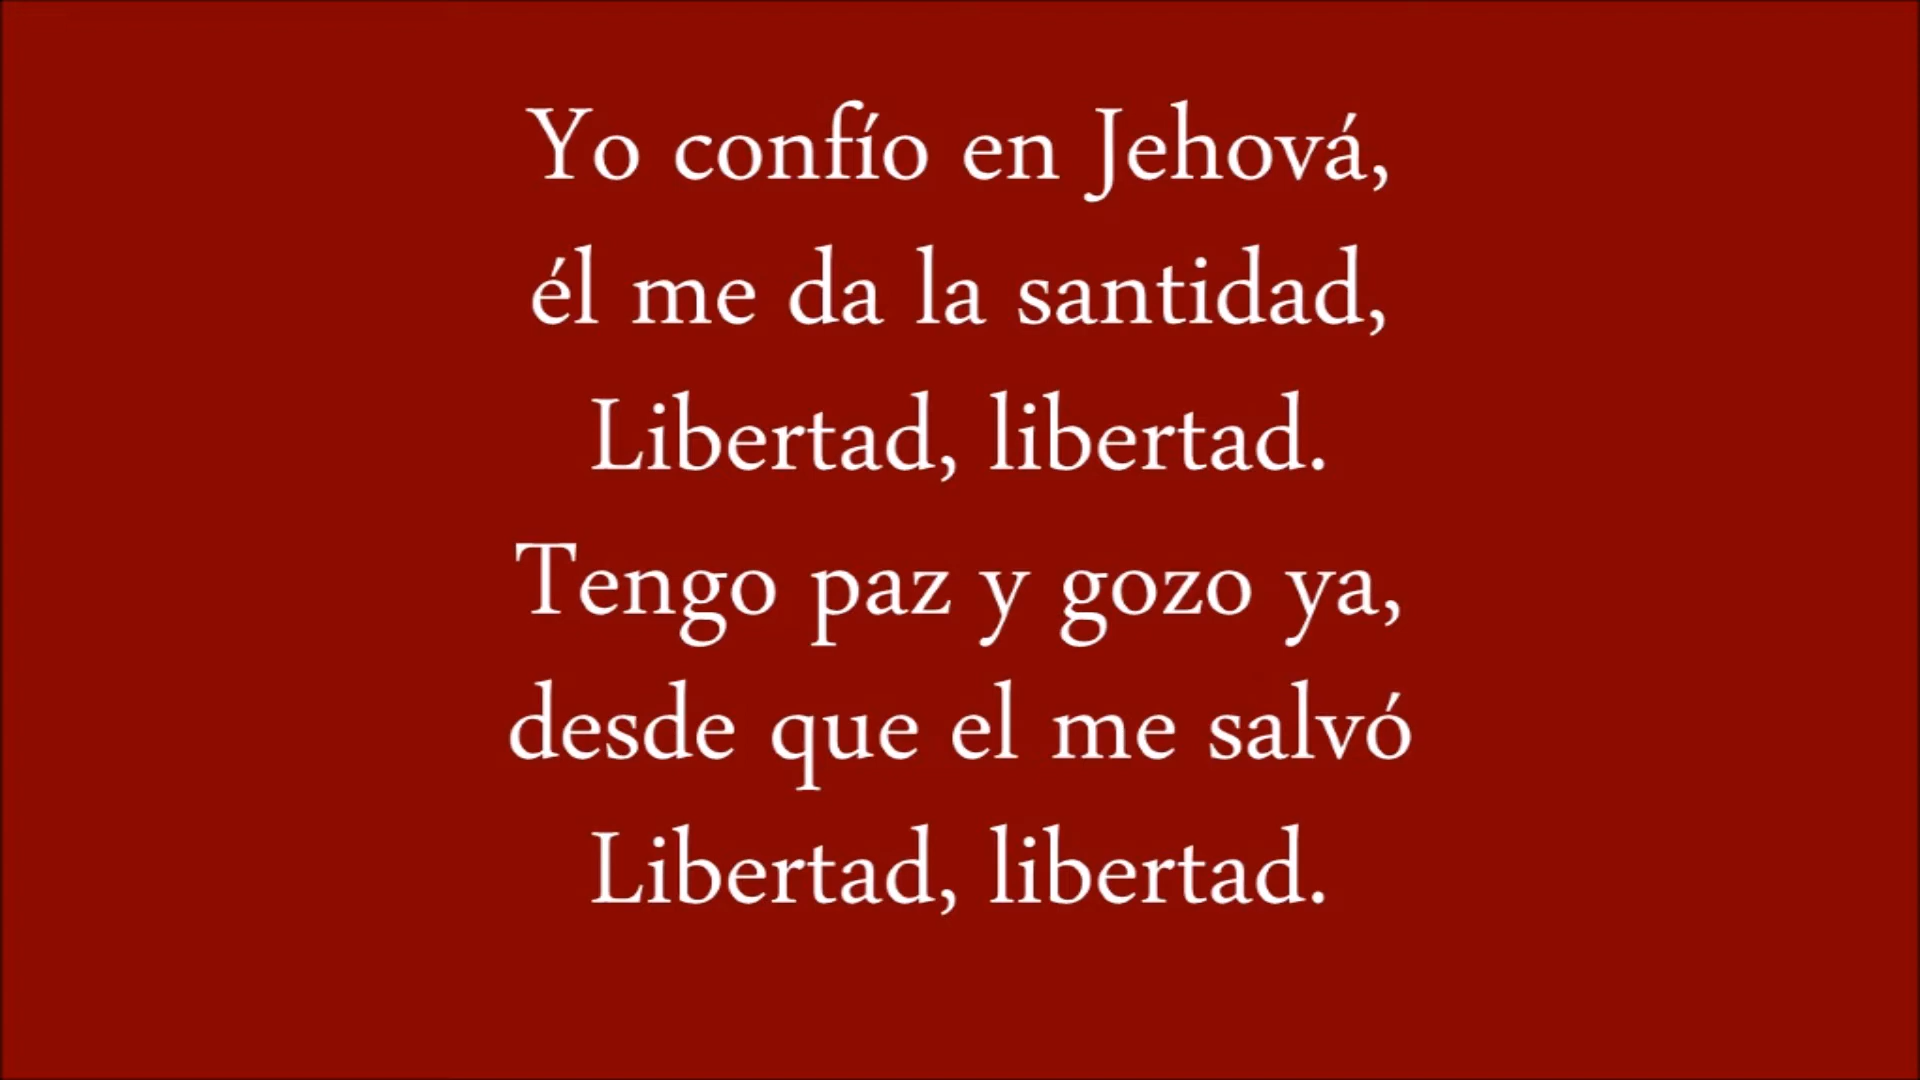 Yo confío en Jehová,
él me da la santidad,
Libertad, libertad.
Tengo paz y gozo ya,
desde que el me salvó
Libertad, libertad.